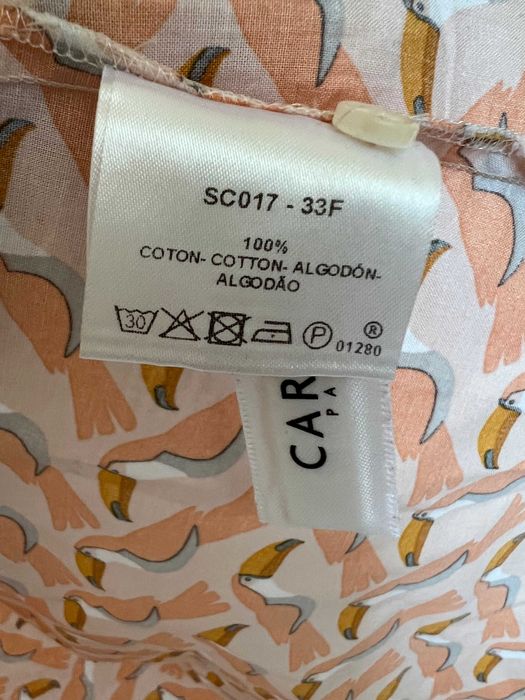 SC017 - 33F
100%
COTON- COTTON- ALGODÓN-
ALGODÃO
30 P ® 01280
CAR
PA